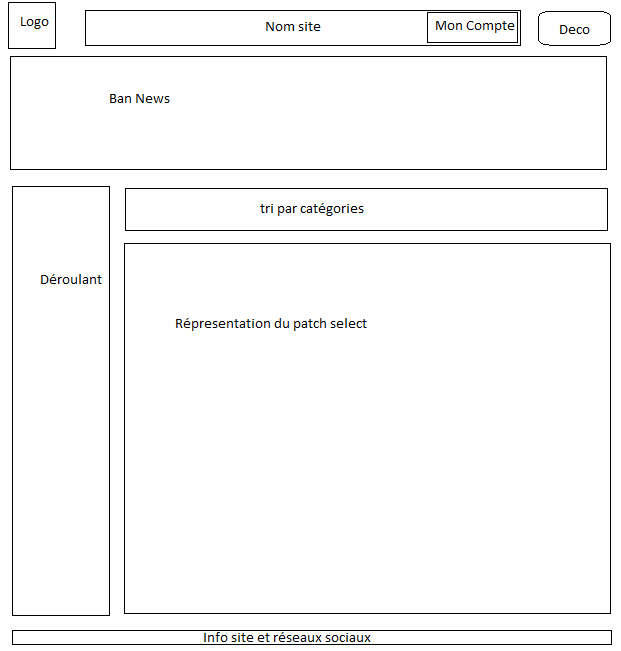 Logo
Nom site
Mon Compte
Deco
Ban News
tri par catégories
Déroulant
Répresentation du patch select
Info site et réseaux sociaux